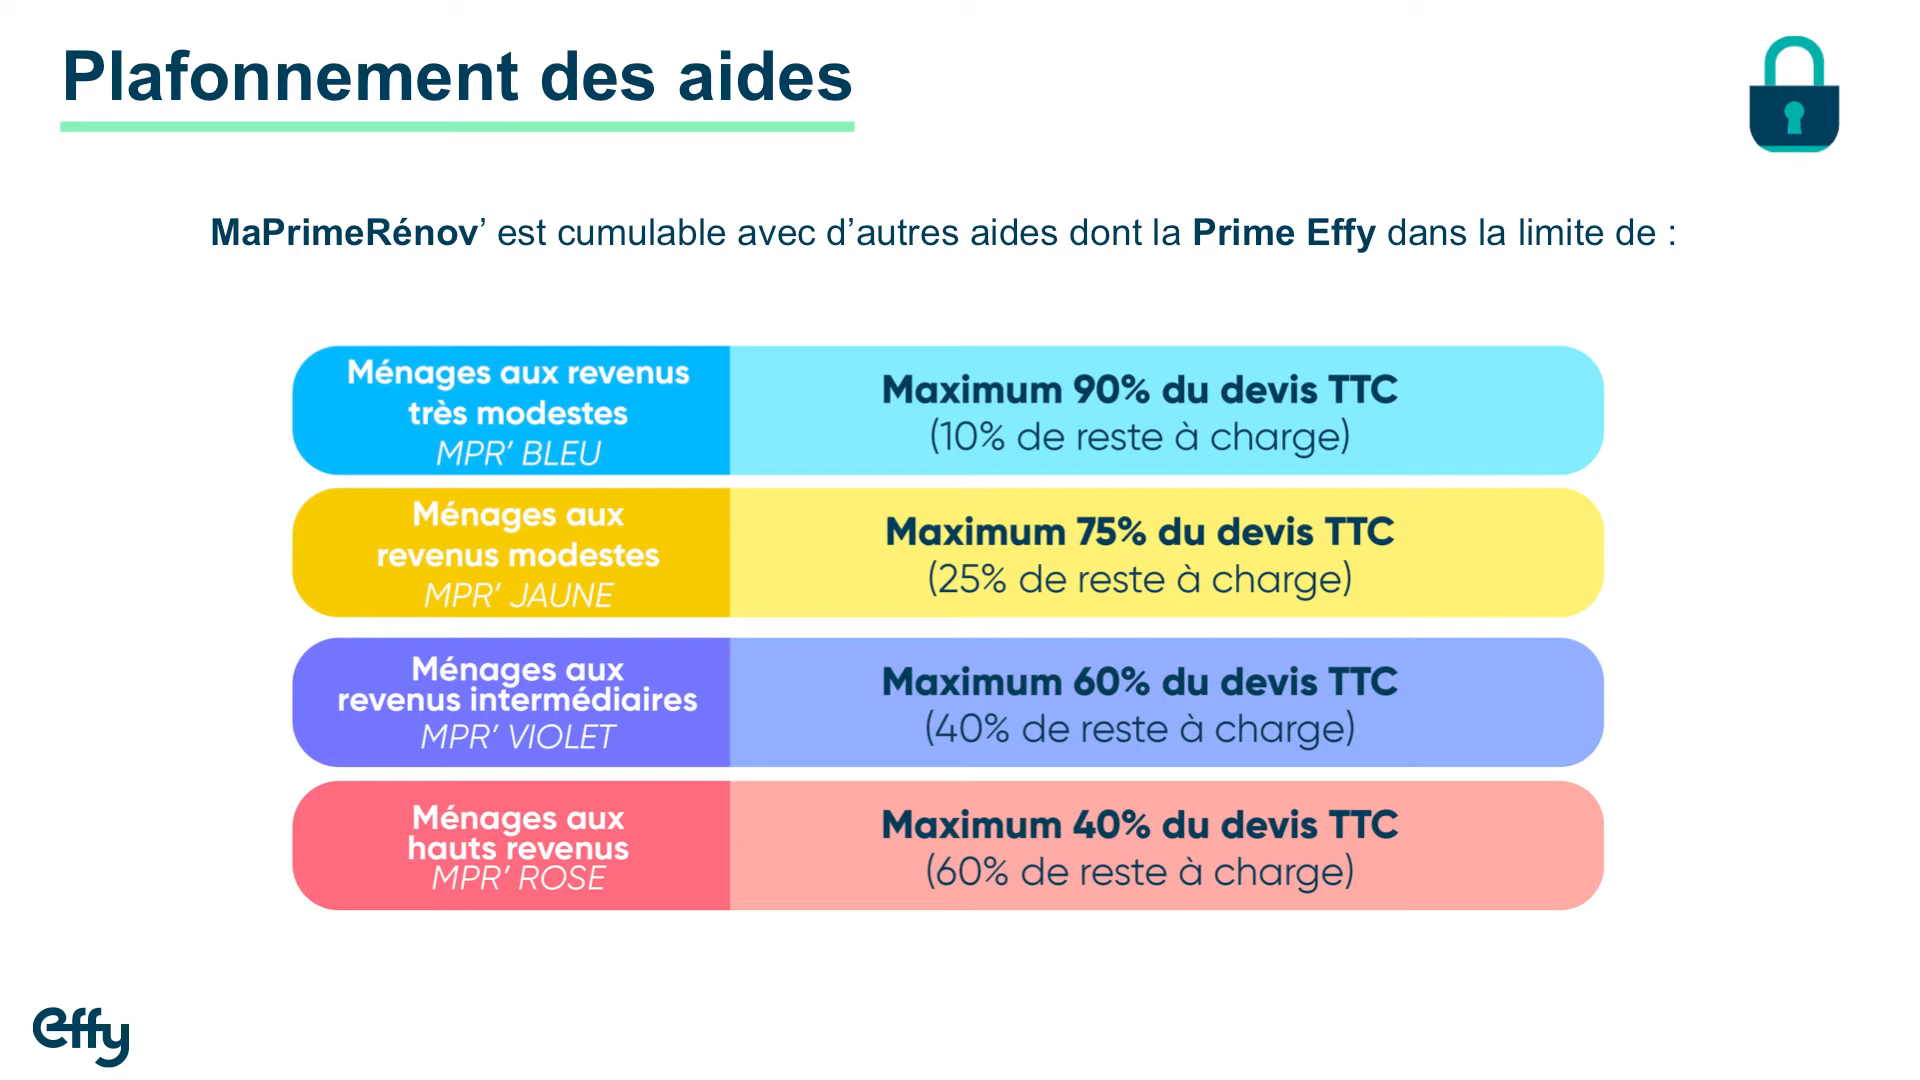 Plafonnement des aides
MaPrimeRénov’ est cumulable avec d’autres aides dont la Prime Effy dans la limite de :
Ménages aux revenus
très modestes
MPR’ BLEU
Maximum 90% du devis TTC
(10% de reste à charge)
Ménages aux
revenus modestes
MPR’ JAUNE
Maximum 75% du devis TTC
(25% de reste à charge)
Ménages aux
revenus intermédiaires
MPR’ VIOLET
Maximum 60% du devis TTC
(40% de reste à charge)
Ménages aux
hauts revenus
MPR’ ROSE
Maximum 40% du devis TTC
(60% de reste à charge)
effy